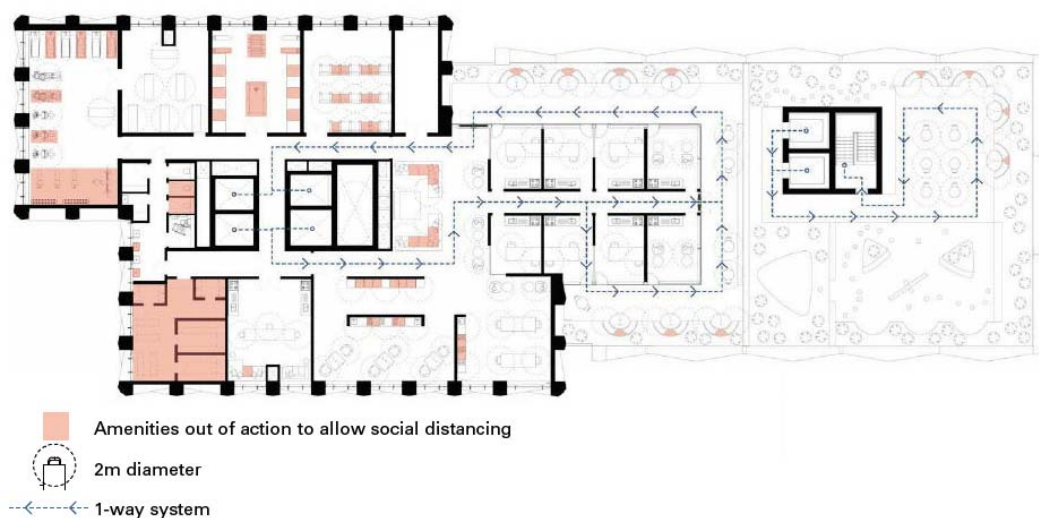 Amenities out of action to allow social distancing
2m diameter
1-way system